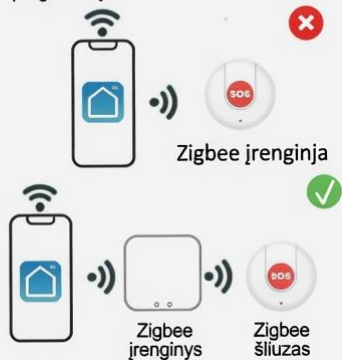 SOS
Zigbee įrenginja
SOS
Zigbee
įrenginys
Zigbee
šliuzas